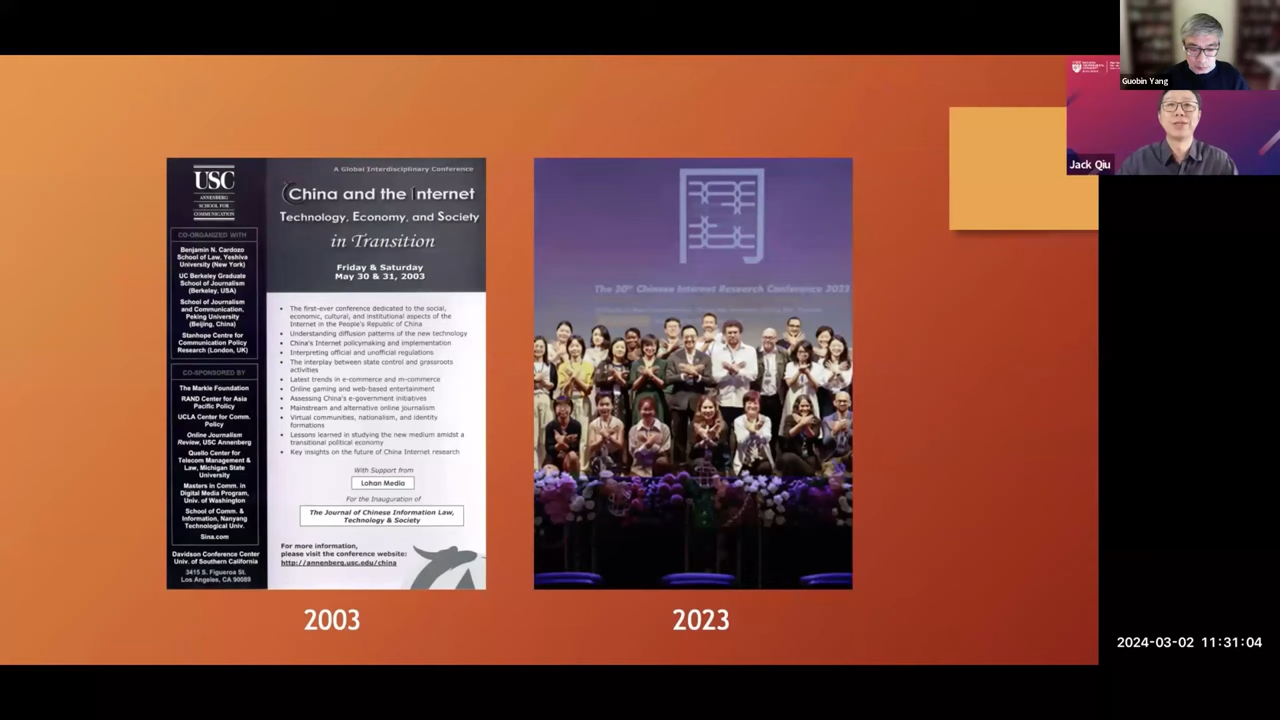 USC
ANNENBERG
SCHOOL FOR
COMMUNICATION
CO-ORGANIZED WITH
Benjamin N. Cardozo
School of Law, Yeshiva
University (New York)
UC Berkeley Graduate
School of Journalism
(Berkeley, USA)
School of Journalism
and Communication,
Peking University
(Beijing, China)
Stanhope Centre for
Communication Policy
Research (London, UK)
CO-SPONSORED BY
The Markle Foundation
RAND Center for Asia
Pacific Policy
UCLA Center for Comm.
Policy
Online Journalism
Review, USC Annenberg
Quello Center for
Telecom Management &
Law, Michigan State
University
Masters in Comm. in
Digital Media Program,
Univ. of Washington
School of Comm. &
Information, Nanyang
Technological Univ.
Sina.com
Davidson Conference Center
Univ. of Southern California
3415 S. Figueroa St.
Los Angeles, CA 90089
A Global Interdisciplinary Conference
China and the Internet
Technology, Economy, and Society
in Transition
Friday & Saturday
May 30 & 31, 2003
• The first-ever conference dedicated to the social,
economic, cultural, and institutional aspects of the
Internet in the People's Republic of China
• Understanding diffusion patterns of the new technology
• China's Internet policymaking and implementation
• Interpreting official and unofficial regulations
• The interplay between state control and grassroots
activities
• Latest trends in e-commerce and m-commerce
• Online gaming and web-based entertainment
• Assessing China's e-government initiatives
• Mainstream and alternative online journalism
• Virtual communities, nationalism, and identity
formations
• Lessons learned in studying the new medium amidst a
transitional political economy
• Key insights on the future of China Internet research
With Support from
Lohan Media
For the Inauguration of
The Journal of Chinese Information Law,
Technology & Society
For more information,
please visit the conference website:
http://annenberg.usc.edu/china
2003
The 20th Chinese Internet Research Conference 2023
2023
Guobin Yang
Jack Qiu
2024-03-02 11:31:04